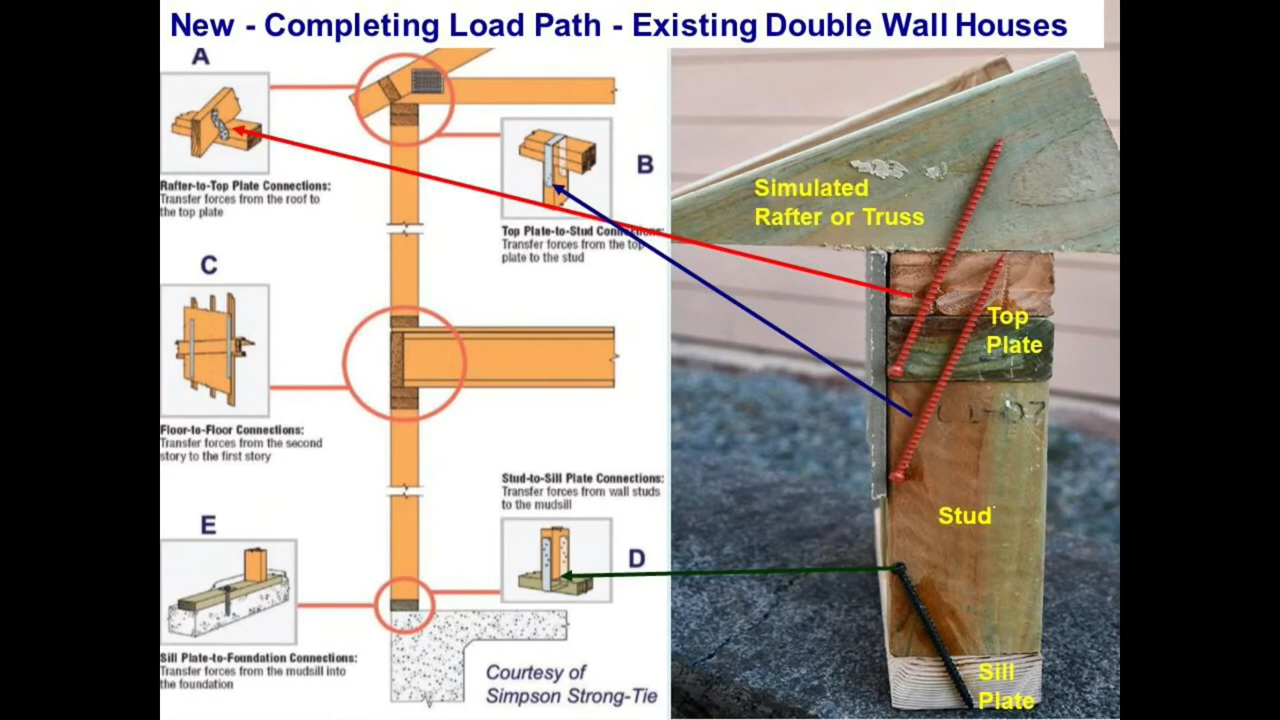 New - Completing Load Path - Existing Double Wall Houses
A
Rafter-to-Top Plate Connections:
Transfer forces from the roof to
the top plate
B
Top Plate-to-Stud Connections:
Transfer forces from the top
plate to the stud
C
Floor-to-Floor Connections:
Transfer forces from the second
story to the first story
Stud-to-Sill Plate Connections:
Transfer forces from wall studs
to the mudsill
D
E
Sill Plate-to-Foundation Connections:
Transfer forces from the mudsill into
the foundation
Courtesy of
Simpson Strong-Tie
Simulated
Rafter or Truss
Top
Plate
Stud
Sill
Plate